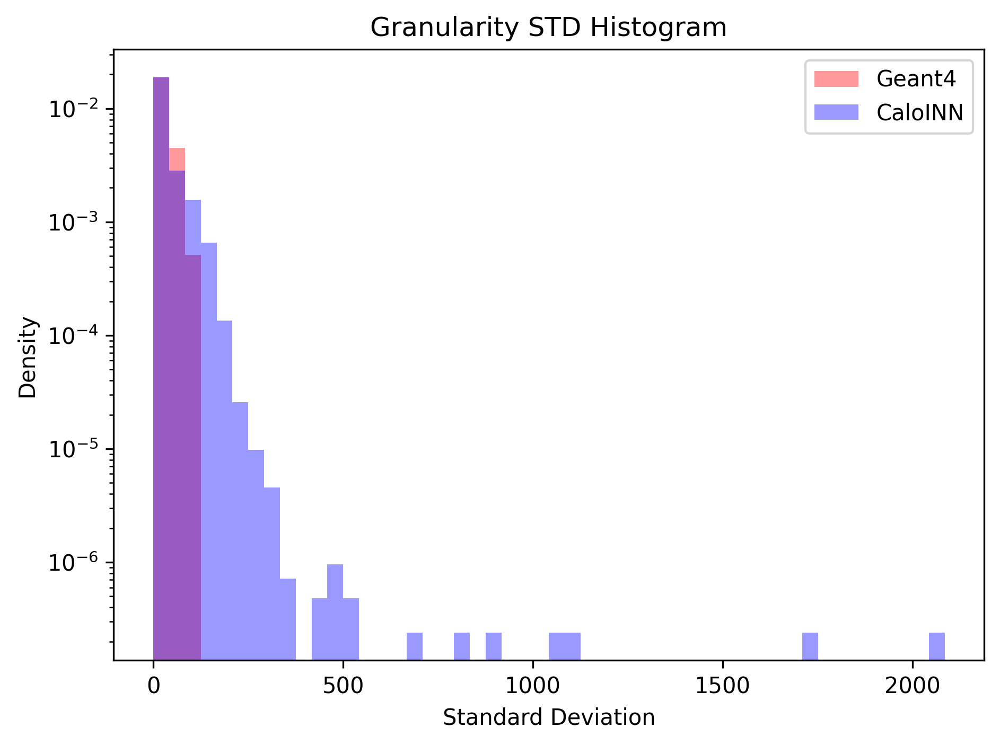 Granularity STD Histogram
Geant4
CaloINN
10⁻²
10⁻³
10⁻⁴
10⁻⁵
10⁻⁶
Density
0 500 1000 1500 2000
Standard Deviation